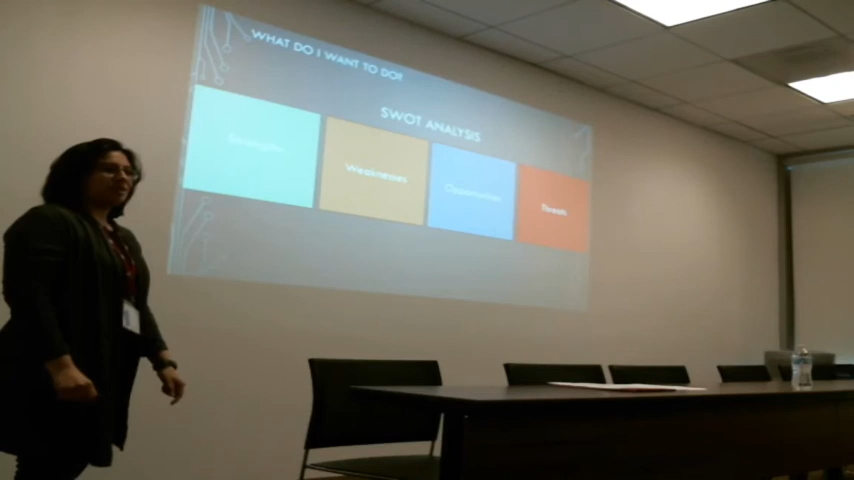 WHAT DO I WANT TO DO?
SWOT ANALYSIS
Strengths
Weaknesses
Opportunities
Threats